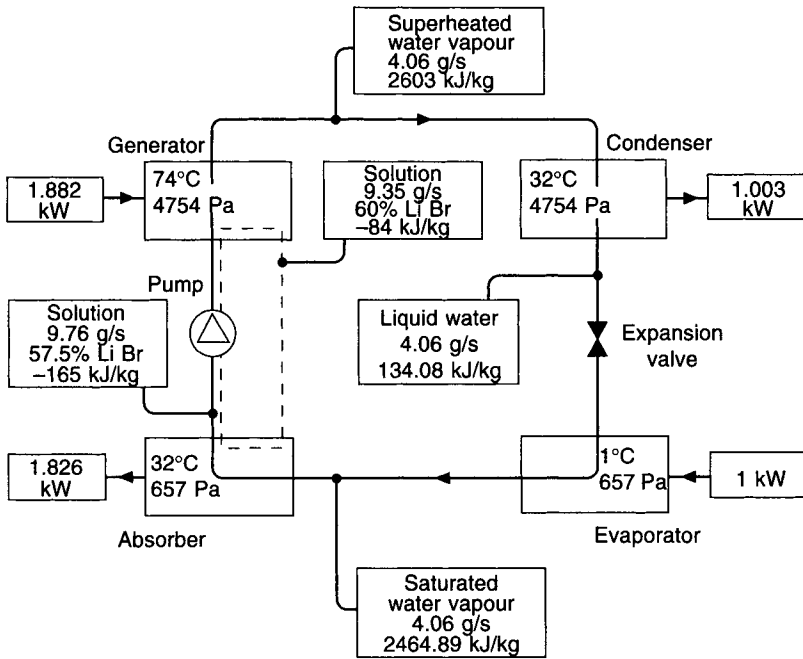 Superheated
water vapour
4.06 g/s
2603 kJ/kg
Generator
Condenser
1.882
kW
74°C
4754 Pa
Solution
9.35 g/s
60% Li Br
–84 kJ/kg
32°C
4754 Pa
1.003
kW
Pump
Solution
9.76 g/s
57.5% Li Br
–165 kJ/kg
Liquid water
4.06 g/s
134.08 kJ/kg
Expansion
valve
1.826
kW
32°C
657 Pa
1°C
657 Pa
1 kW
Absorber
Evaporator
Saturated
water vapour
4.06 g/s
2464.89 kJ/kg